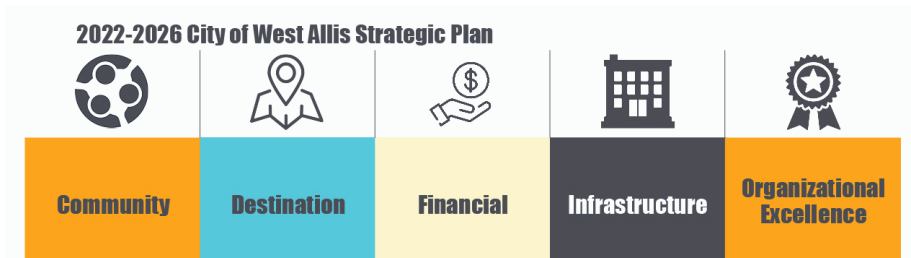 2022-2026 City of West Allis Strategic Plan
$
Community
Destination
Financial
Infrastructure
Organizational
Excellence